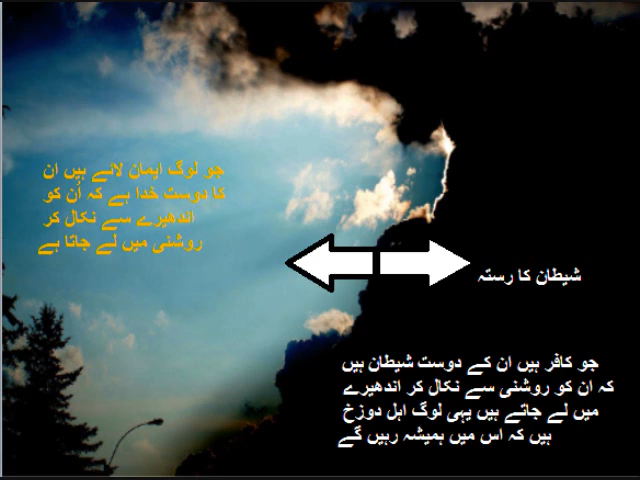 جو لوگ ایمان لائے ہیں ان
کا دوست خدا ہے کہ اُن کو
اندھیرے سے نکال کر
روشنی میں لے جاتا ہے
شیطان کا رستہ
جو کافر ہیں ان کے دوست شیطان ہیں
کہ ان کو روشنی سے نکال کر اندھیرے
میں لے جاتے ہیں یہی لوگ اہل دوزخ
ہیں کہ اس میں ہمیشہ رہیں گے